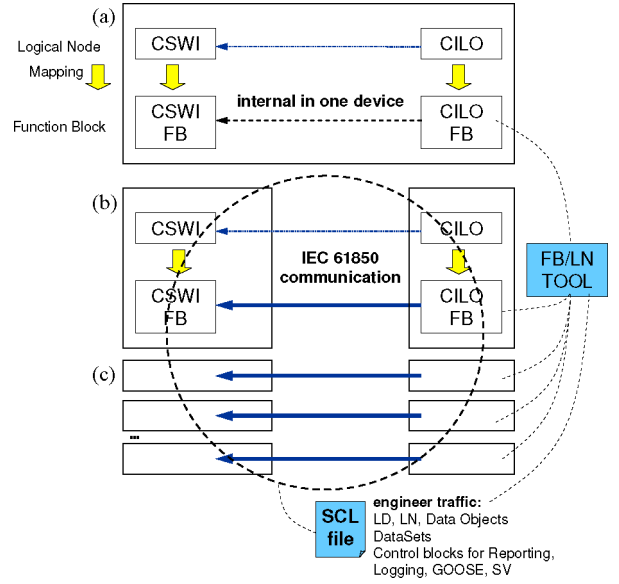 (a)
Logical Node
CSWI
CILO
Mapping
internal in one device
CSWI
FB
CILO
FB
Function Block
(b)
CSWI
CILO
IEC 61850
communication
FB/LN
TOOL
CSWI
FB
CILO
FB
(c)
...
SCL
file
engineer traffic:
LD, LN, Data Objects
DataSets
Control blocks for Reporting,
Logging, GOOSE, SV